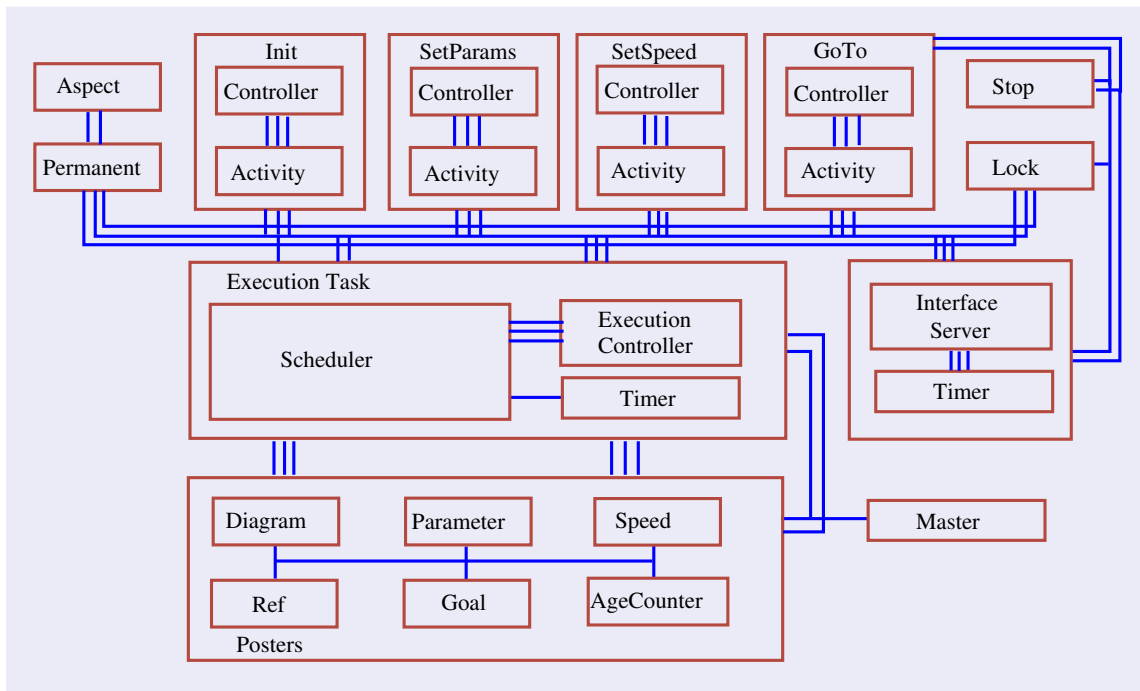 Init
SetParams
SetSpeed
GoTo
Aspect
Controller
Controller
Controller
Controller
Stop
Permanent
Activity
Activity
Activity
Activity
Lock
Execution Task
Scheduler
Execution
Controller
Timer
Interface
Server
Timer
Diagram
Parameter
Speed
Master
Ref
Goal
AgeCounter
Posters